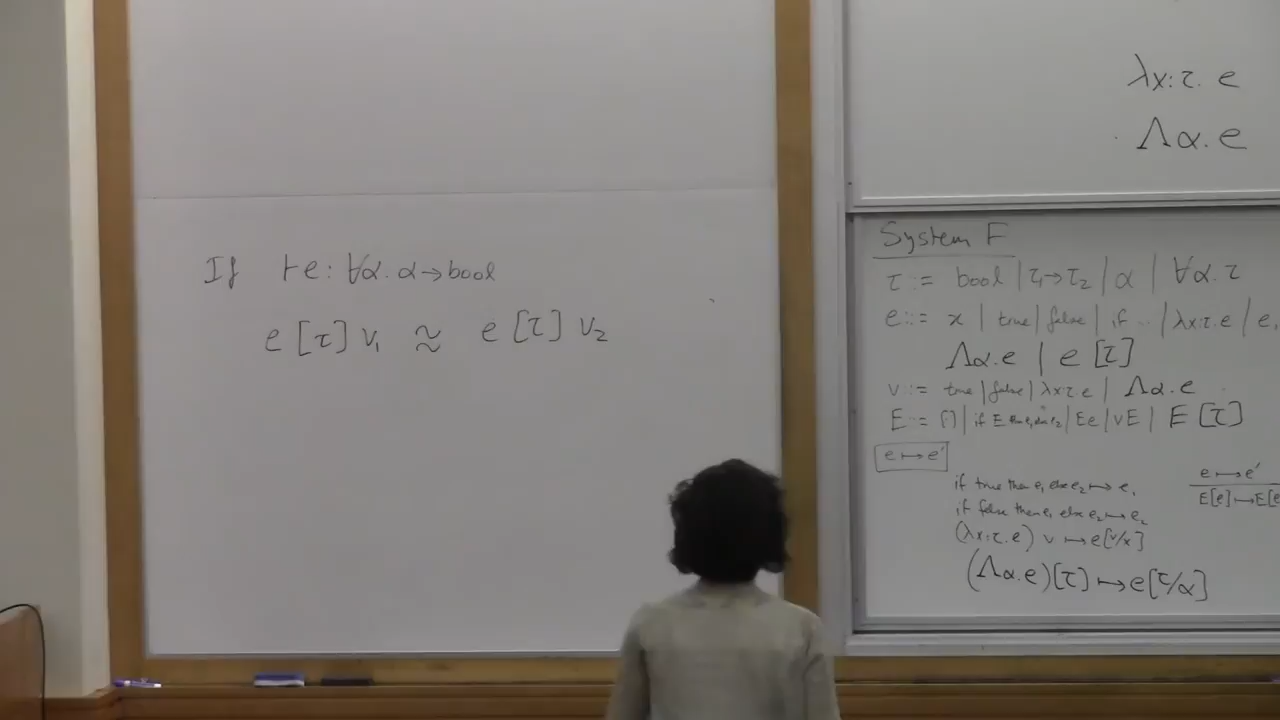 If ⊢e: ∀α. α→bool
e[τ] v₁ ≈ e[τ] v₂
λx:τ. e
Λα. e
System F
τ ::= bool | τ₁→τ₂ | α | ∀α. τ
e ::= x | true | false | if .. | λx:τ. e | e
Λα. e | e [τ]
v ::= true | false | λx:τ. e | Λα. e
E ::= [·] | if E then e₁ else e₂ | E e | v E | E [τ]
e ↦ e'
if true then e₁ else e₂ ↦ e₁
if false then e₁ else e₂ ↦ e₂
(λx:τ. e) v ↦ e[v/x]
(Λα. e)[τ] ↦ e[τ/α]
e ↦ e'
E[e] ↦ E[e